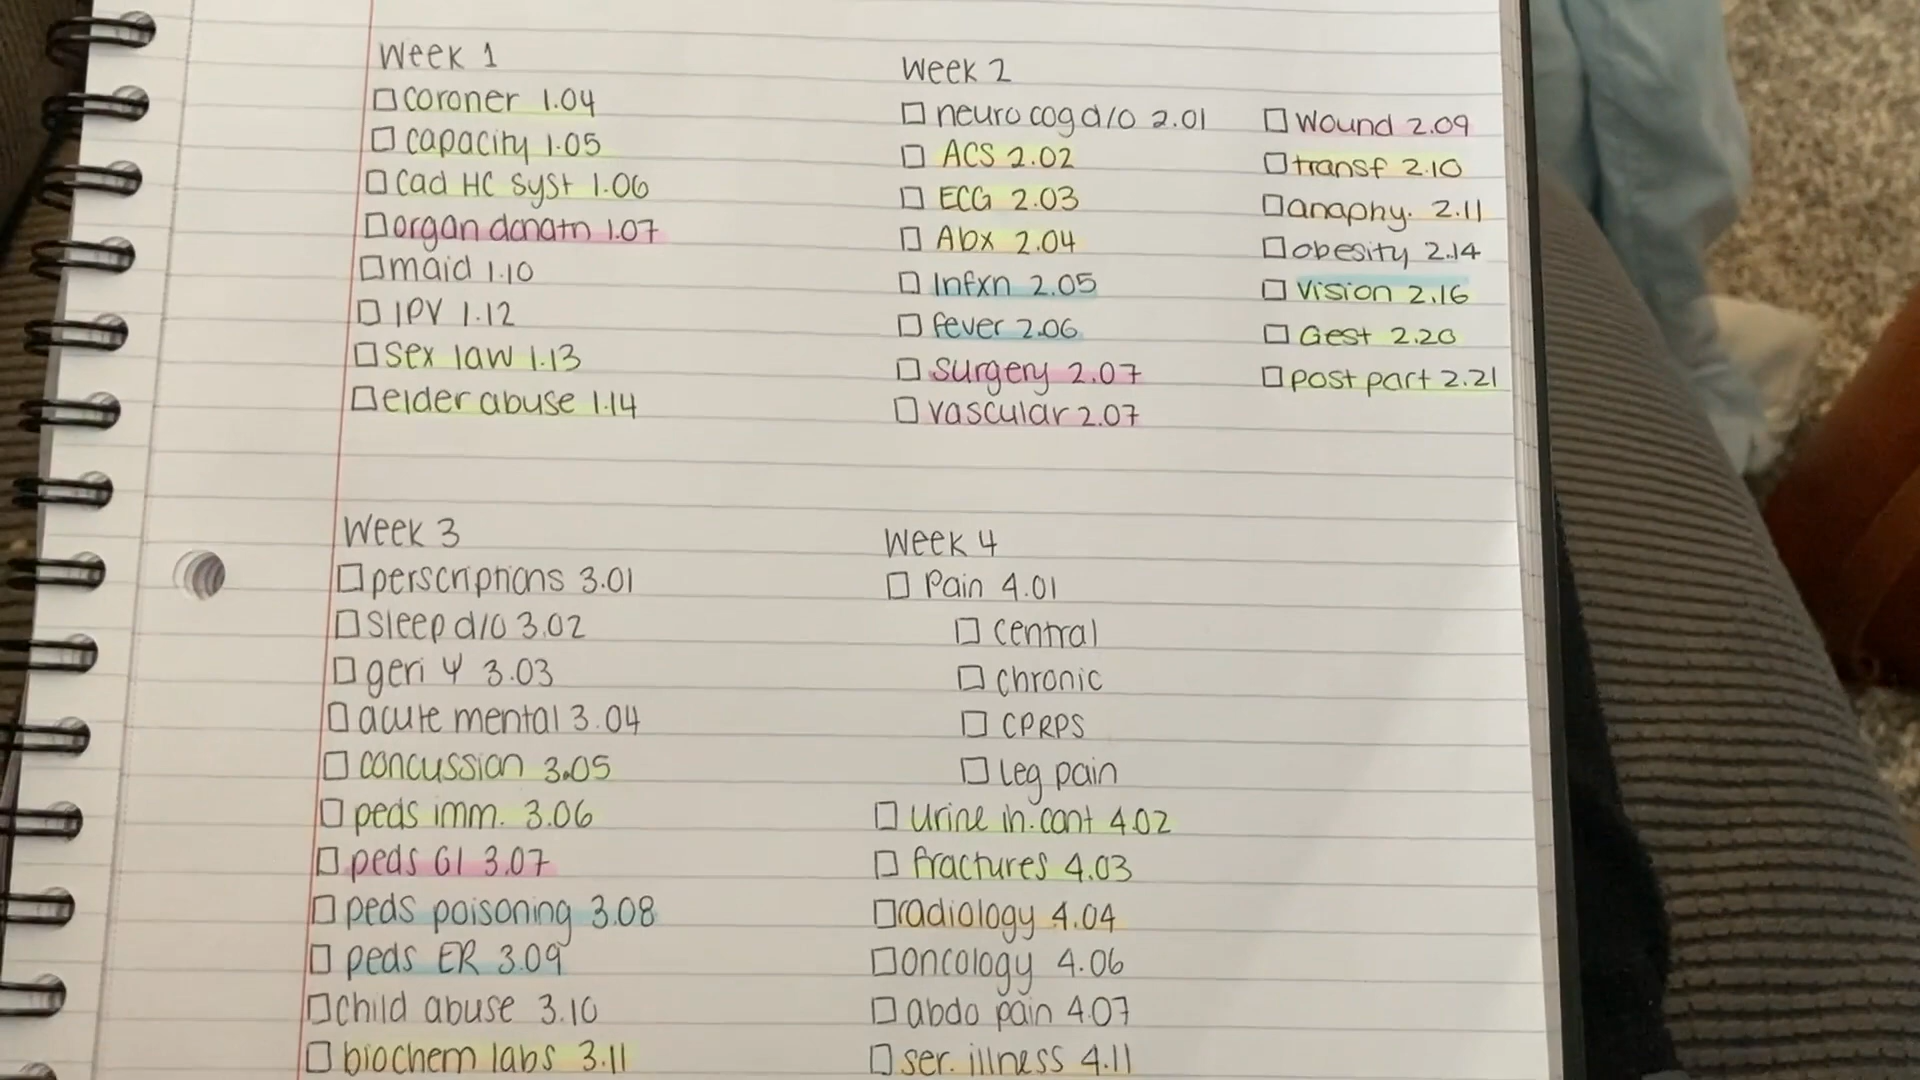 Week 1
coroner 1.04
capacity 1.05
Cad HC syst 1.06
organ donatn 1.07
maid 1.10
IPV 1.12
sex law 1.13
elder abuse 1.14
Week 2
neuro cog d/o 2.01
ACS 2.02
ECG 2.03
Abx 2.04
Infxn 2.05
fever 2.06
surgery 2.07
vascular 2.07
Wound 2.09
transf 2.10
anaphy. 2.11
obesity 2.14
Vision 2.16
Gest 2.20
post part 2.21
Week 3
perscriptions 3.01
sleep d/o 3.02
geri Ψ 3.03
acute mental 3.04
concussion 3.05
peds imm. 3.06
peds GI 3.07
peds poisoning 3.08
peds ER 3.09
child abuse 3.10
biochem labs 3.11
Week 4
Pain 4.01
central
chronic
CPRPS
leg pain
Urine in.cont 4.02
fractures 4.03
radiology 4.04
oncology 4.06
abdo pain 4.07
ser. illness 4.11